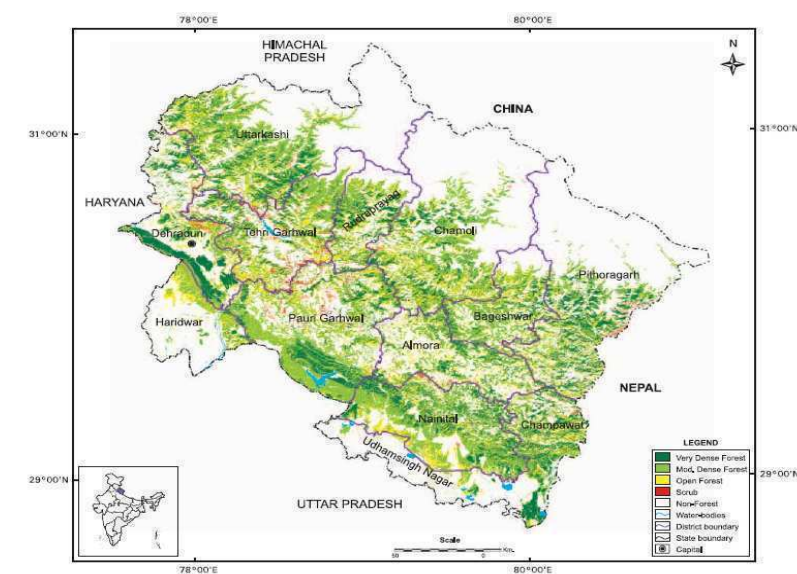 78°00'E
80°00'E
HIMACHAL
PRADESH
N
CHINA
31°00'N
31°00'N
Uttarkashi
HARYANA
Rudraprayag
Dehradun
Tehri Garhwal
Chamoli
Pithoragarh
Haridwar
Pauri Garhwal
Bageshwar
Almora
NEPAL
Nainital
Champawat
Udhamsingh Nagar
LEGEND
Very Dense Forest
Mod. Dense Forest
Open Forest
Scrub
Non-Forest
Water-bodies
District boundary
State boundary
Capital
29°00'N
29°00'N
UTTAR PRADESH
Scale
50
0
Km.
78°00'E
80°00'E